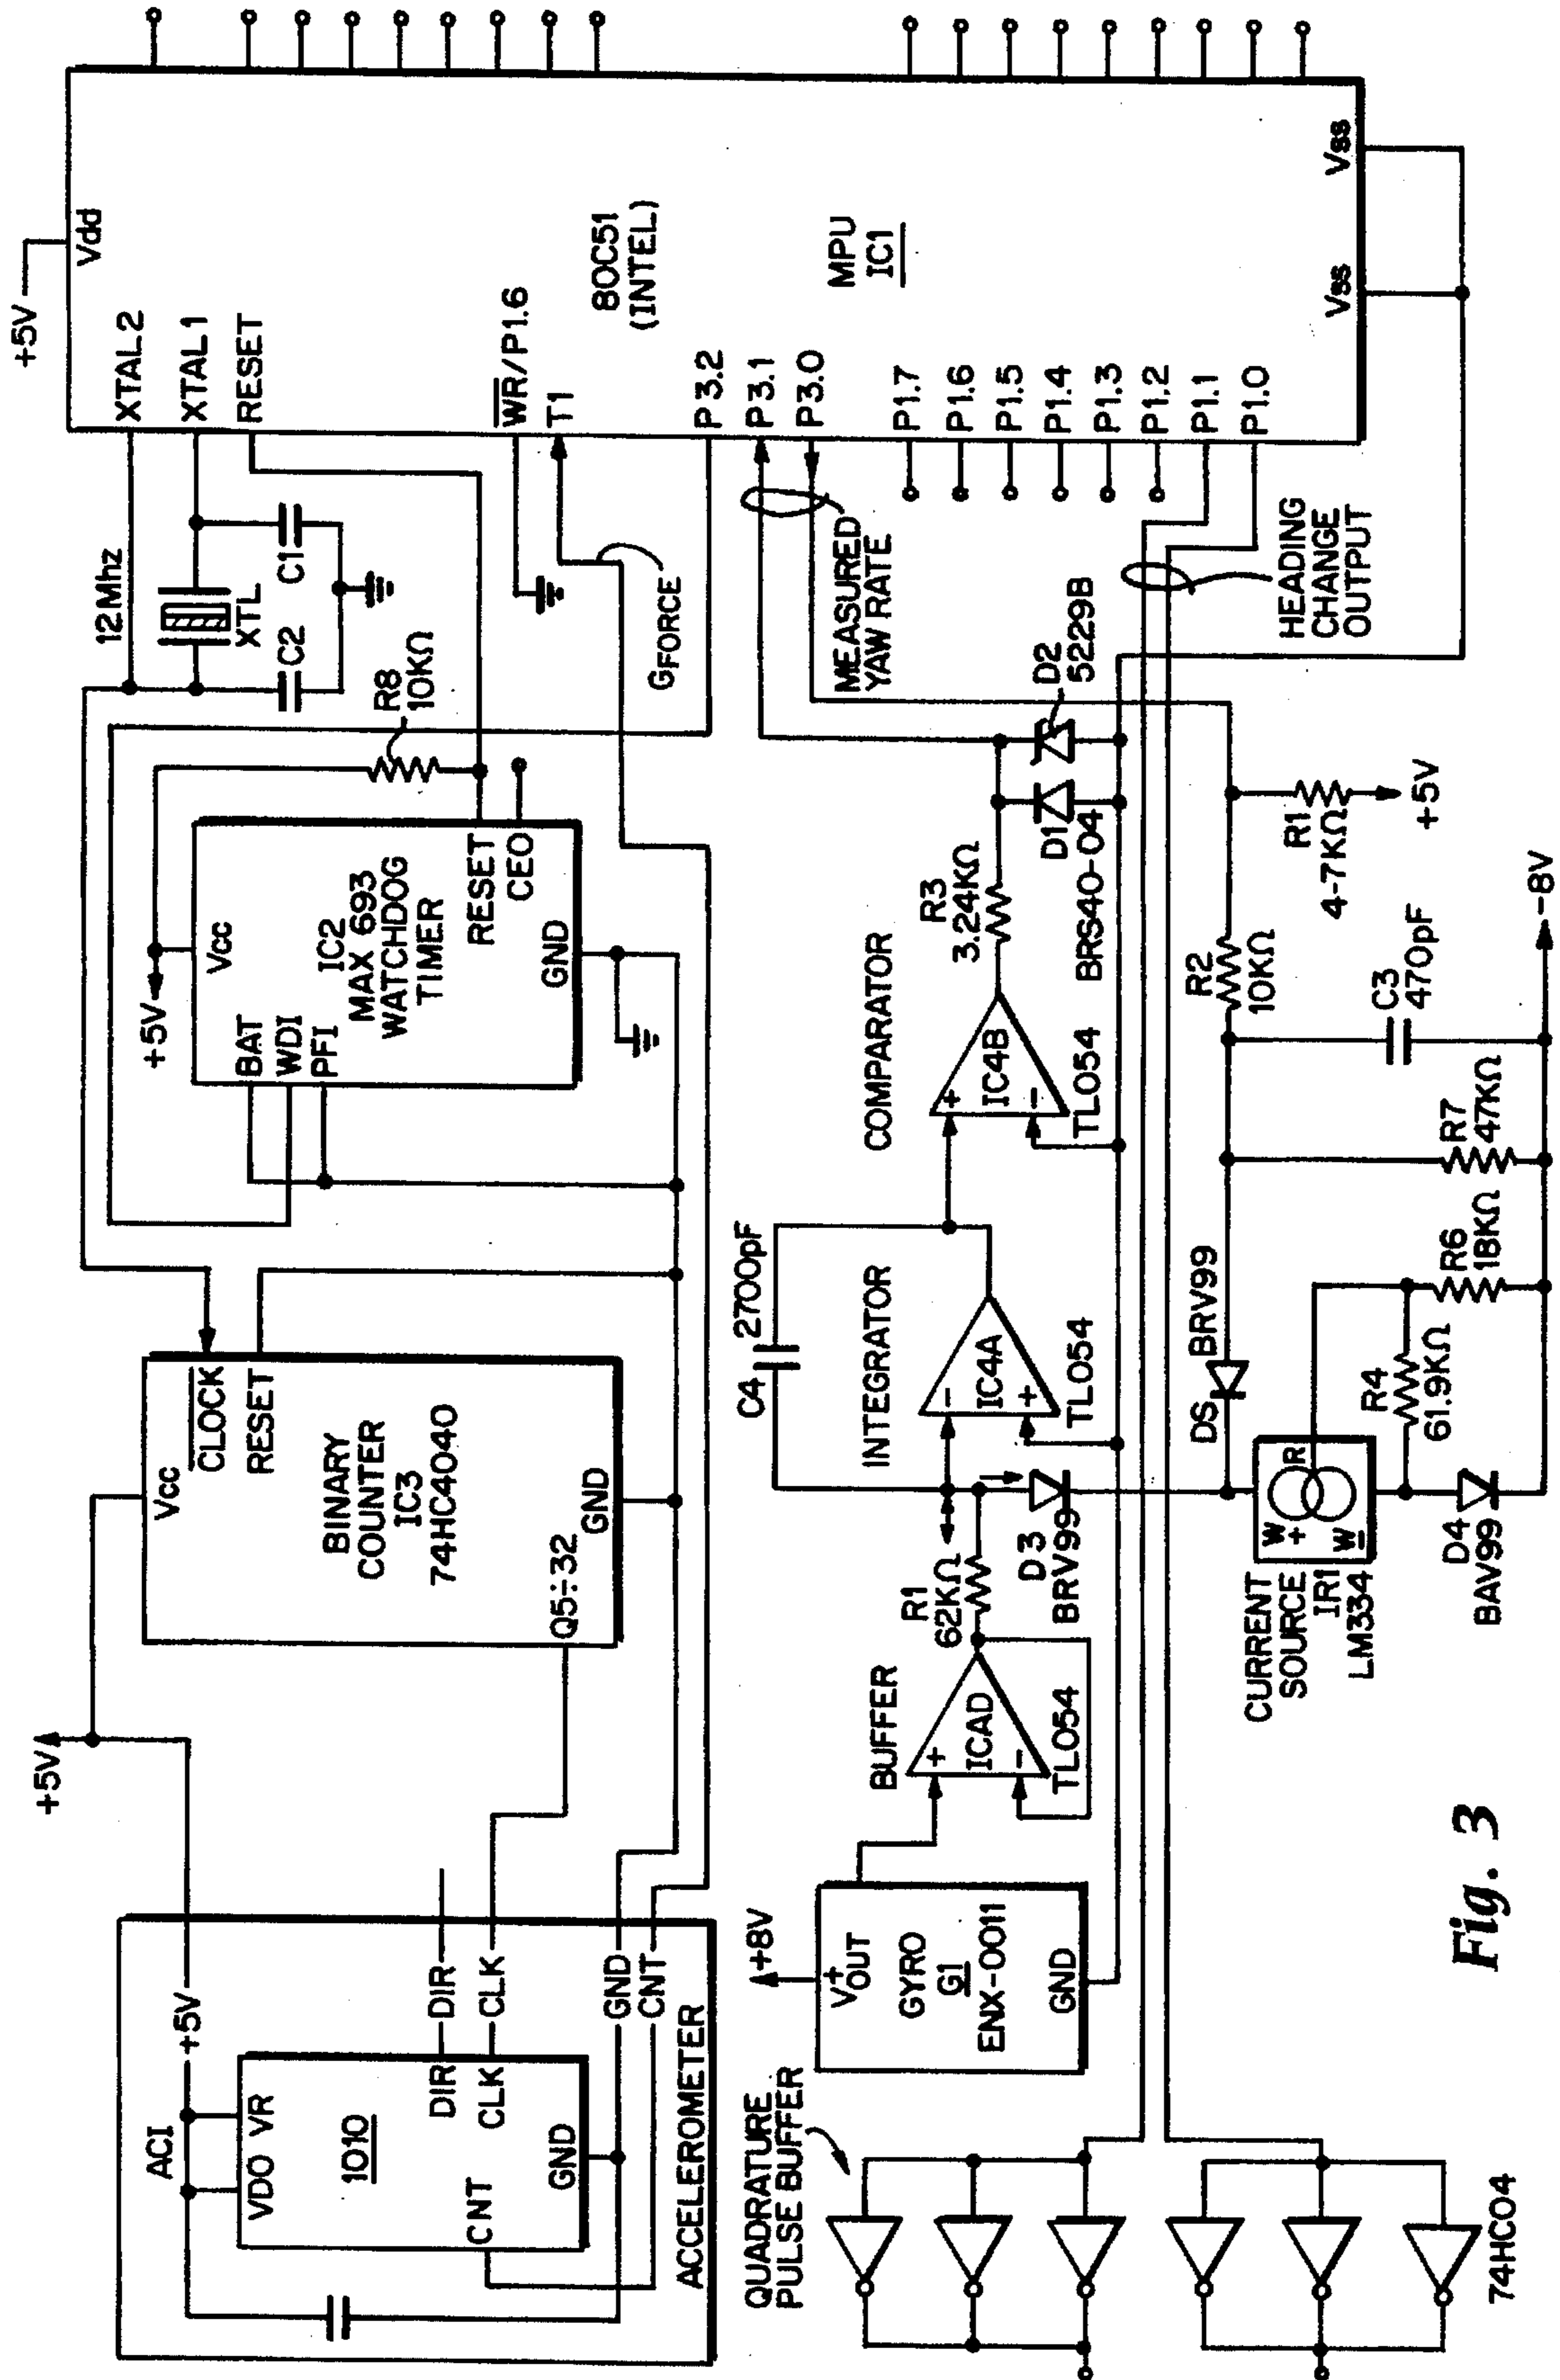 +5V
Vdd
XTAL2
XTAL1
RESET
WR/P1.6
T1
P3.2
P3.1
P3.0
P1.7
P1.6
P1.5
P1.4
P1.3
P1.2
P1.1
P1.0
80C51
(INTEL)
MPU
IC1
Vss
Vss
12Mhz
XTL
C1
C2
R8
10KΩ
GFORCE
MEASURED
YAW RATE
HEADING
CHANGE
OUTPUT
+5V
Vcc
BAT
WDI
PFI
IC2
MAX 693
WATCHDOG
TIMER
RESET
CEO
GND
+5V
Vcc
CLOCK
RESET
BINARY
COUNTER
IC3
74HC4040
Q5÷32
GND
ACI
+5V
VDO VR
1010
DIR
DIR
CLK
CLK
GND
GND
CNT
CNT
ACCELEROMETER
QUADRATURE
PULSE BUFFER
74HC04
+8V
V+
OUT
GYRO
G1
ENX-0011
GND
BUFFER
+
ICAD
-
TL054
R1
62KΩ
D3
BRV99
INTEGRATOR
C4 2700pF
-
IC4A
+
TL054
COMPARATOR
+
IC4B
-
TL054
R3
3.24KΩ
D1
BRS40-04
D2
5229B
R1
4-7KΩ
+5V
R2
10KΩ
C3
470pF
-8V
R7
47KΩ
R6
18KΩ
R4
61.9KΩ
DS
BRV99
CURRENT
SOURCE
IR1
LM334
W
+
R
W
D4
BAV99
Fig. 3